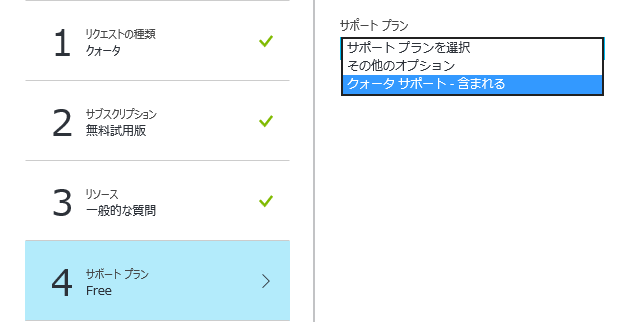 1
リクエストの種類
クォータ
2
サブスクリプション
無料試用版
3
リソース
一般的な質問
4
サポート プラン
Free
サポート プラン
サポート プランを選択
その他のオプション
クォータ サポート - 含まれる